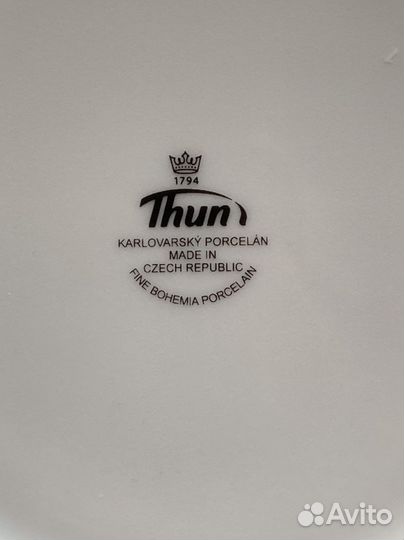 1794
Thun
KARLOVARSKÝ PORCELÁN
MADE IN
CZECH REPUBLIC
FINE BOHEMIA PORCELAIN
Avito